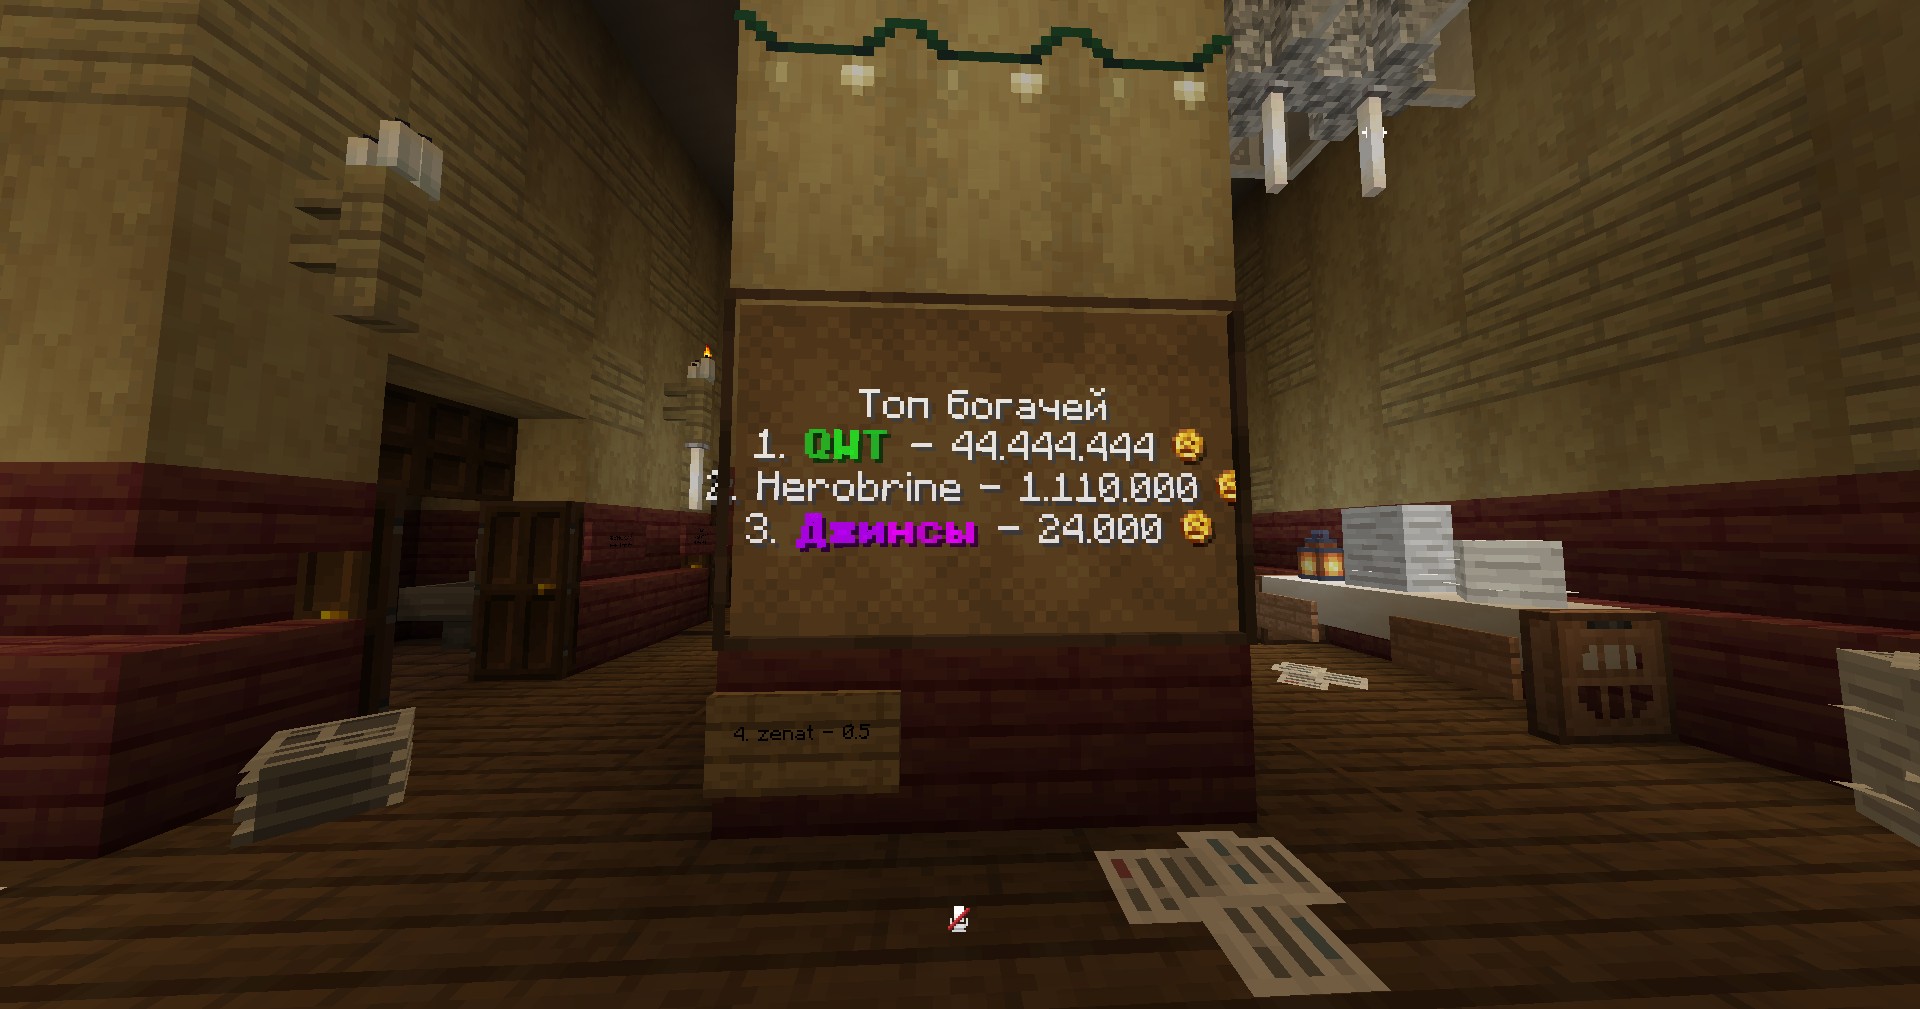 Топ богачей
1. QWT - 44.444.444
2. Herobrine - 1.110.000
3. Джинсы - 24.000
4. zenat - 0.5